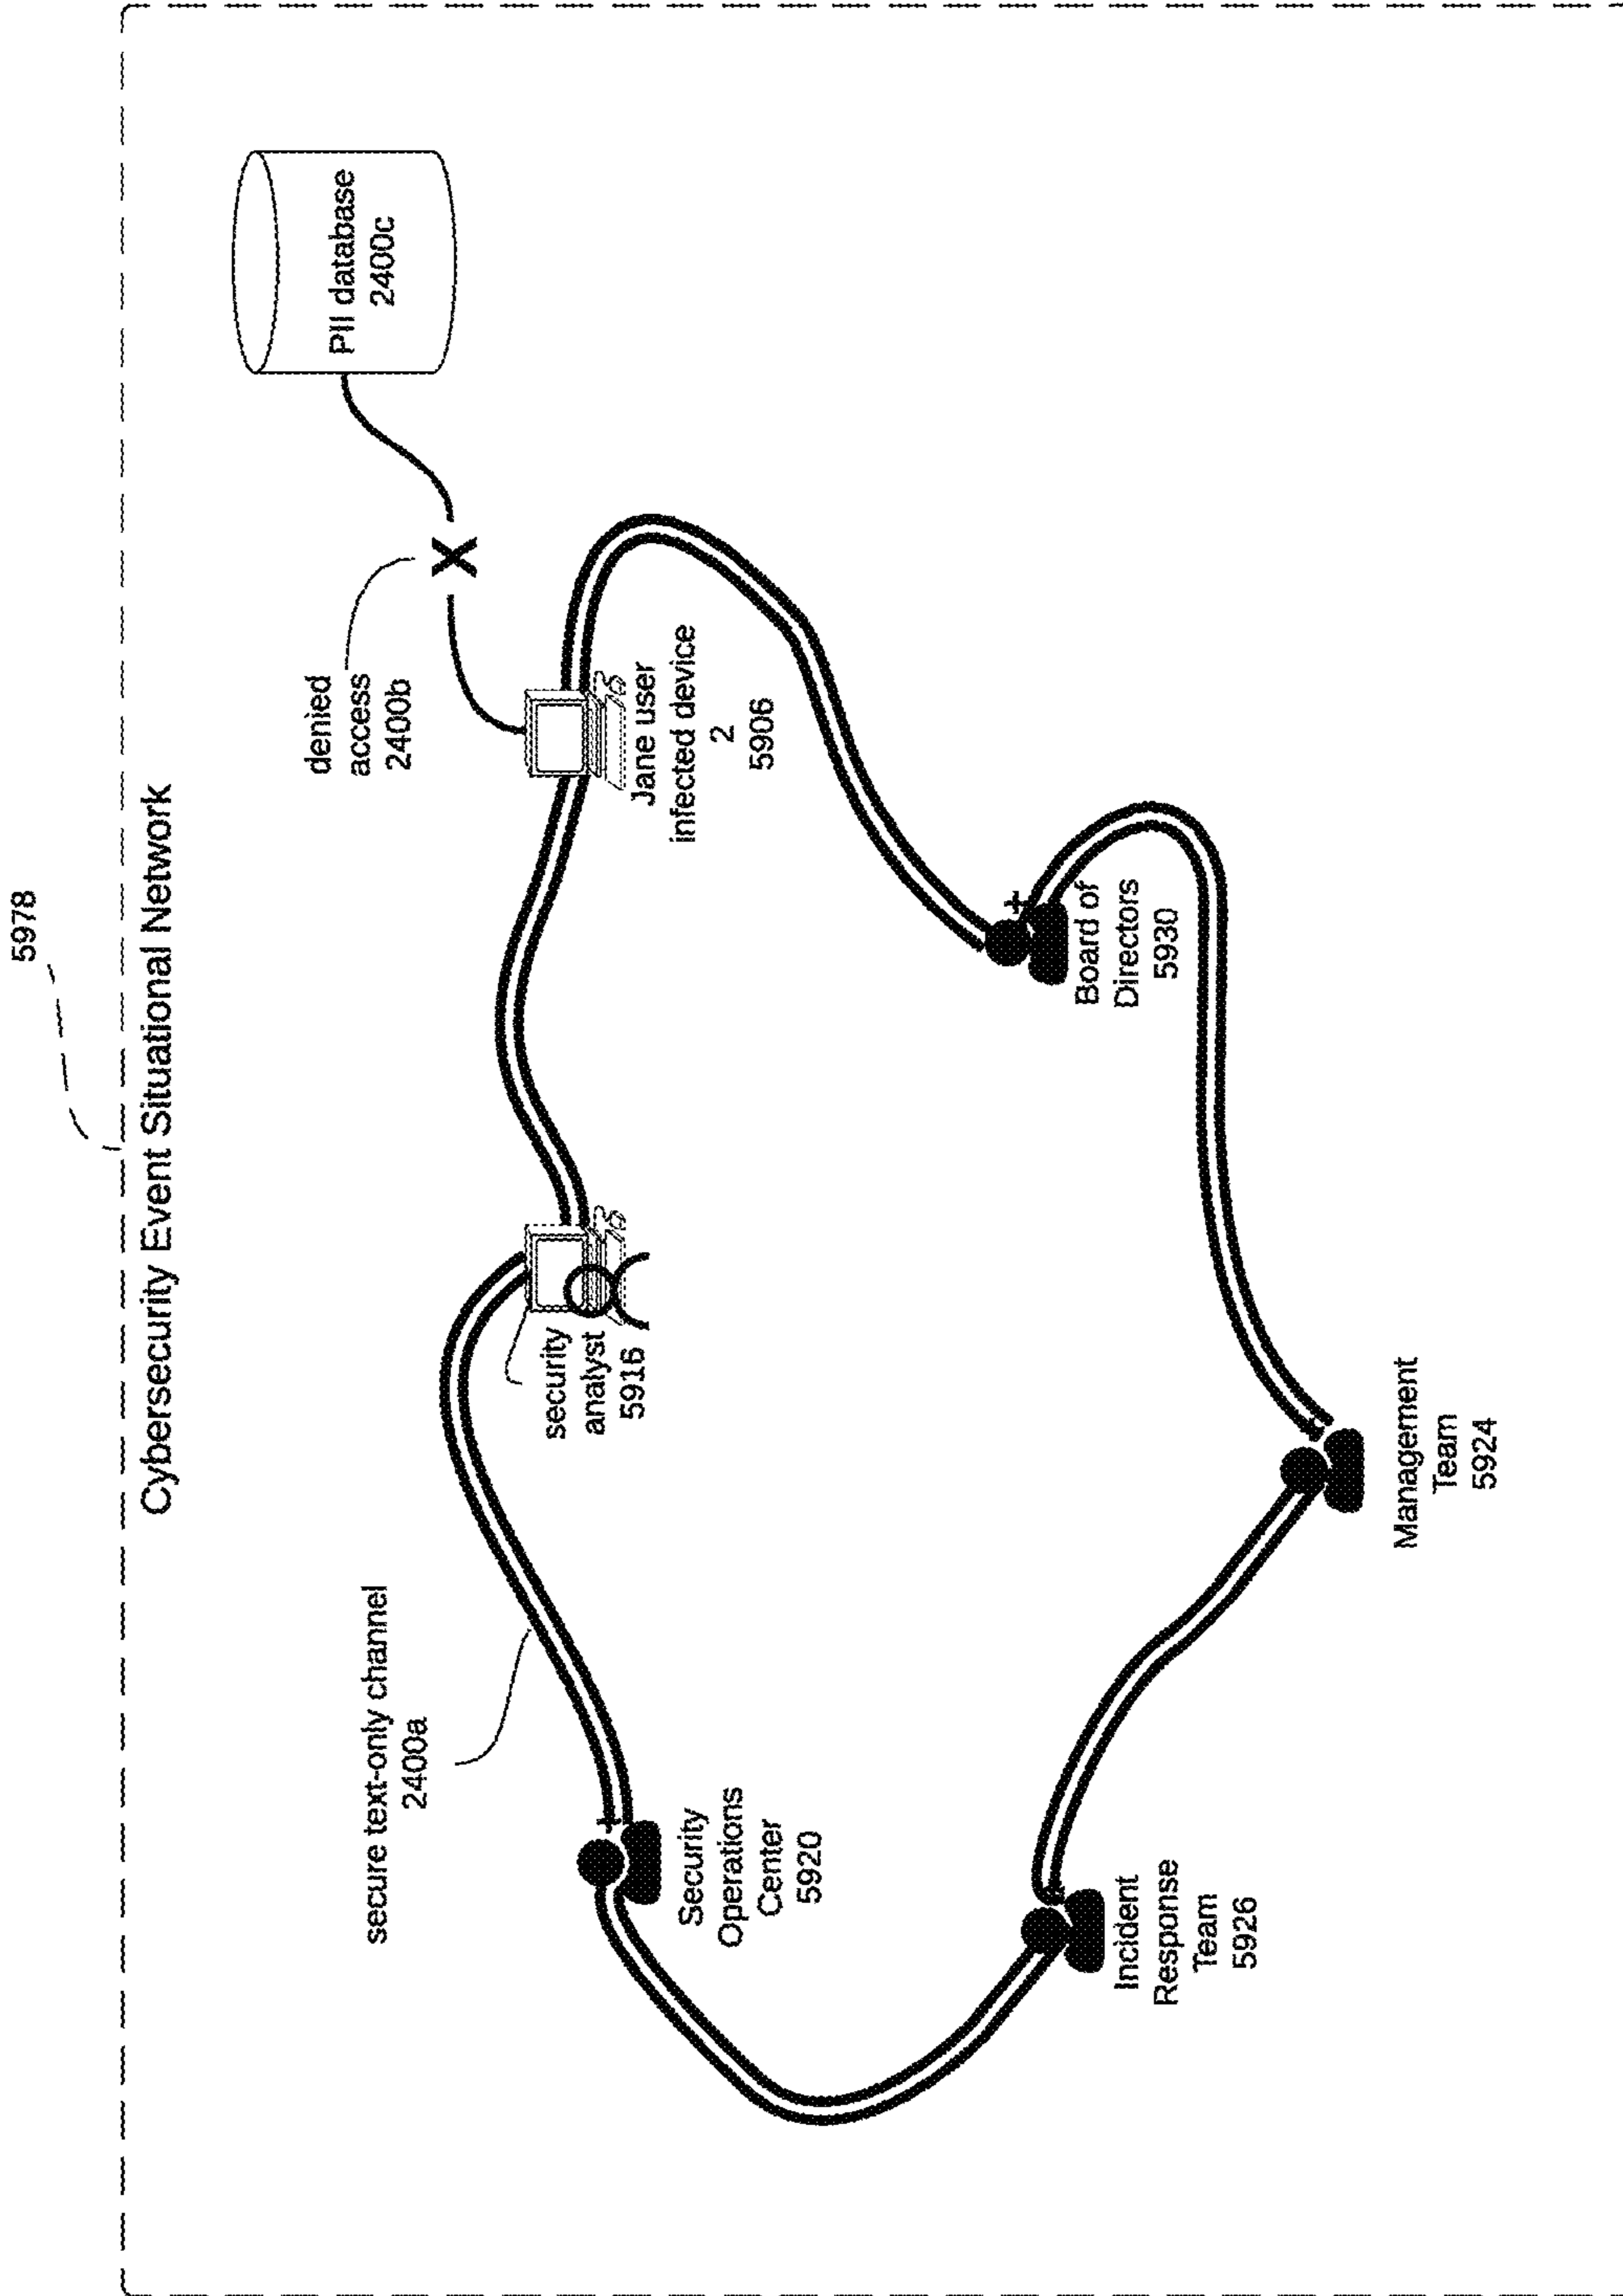 5978
Cybersecurity Event Situational Network
PII database
2400c
denied
access
2400b
secure text-only channel
2400a
security
analyst
5916
Jane user
infected device
2
5906
Security
Operations
Center
5920
Board of
Directors
5930
Incident
Response
Team
5926
Management
Team
5924